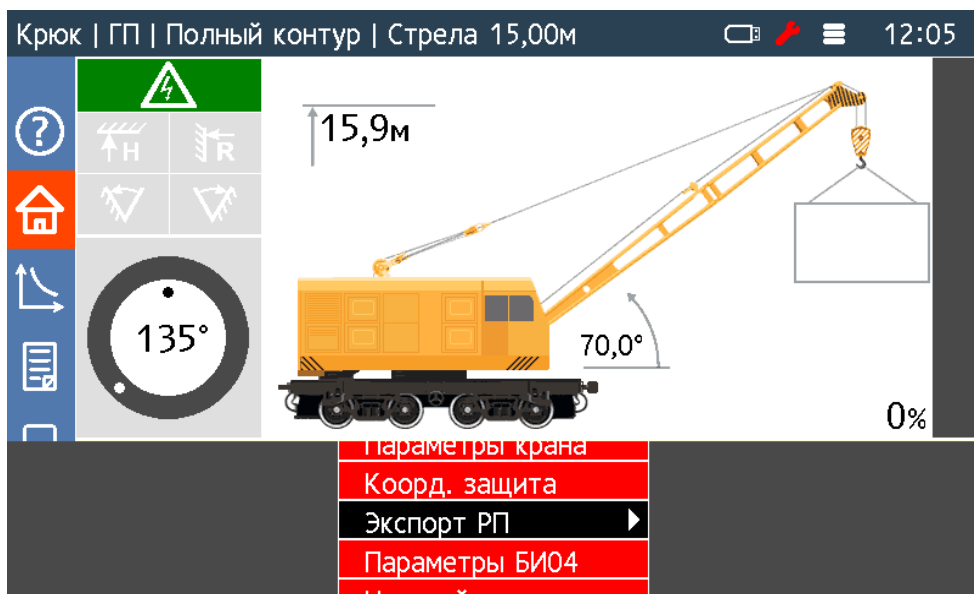 Крюк | ГП | Полный контур | Стрела 15,00м
12:05
?
H
R
15,9м
135°
70,0°
0%
Параметры крана
Коорд. защита
Экспорт РП
Параметры БИ04